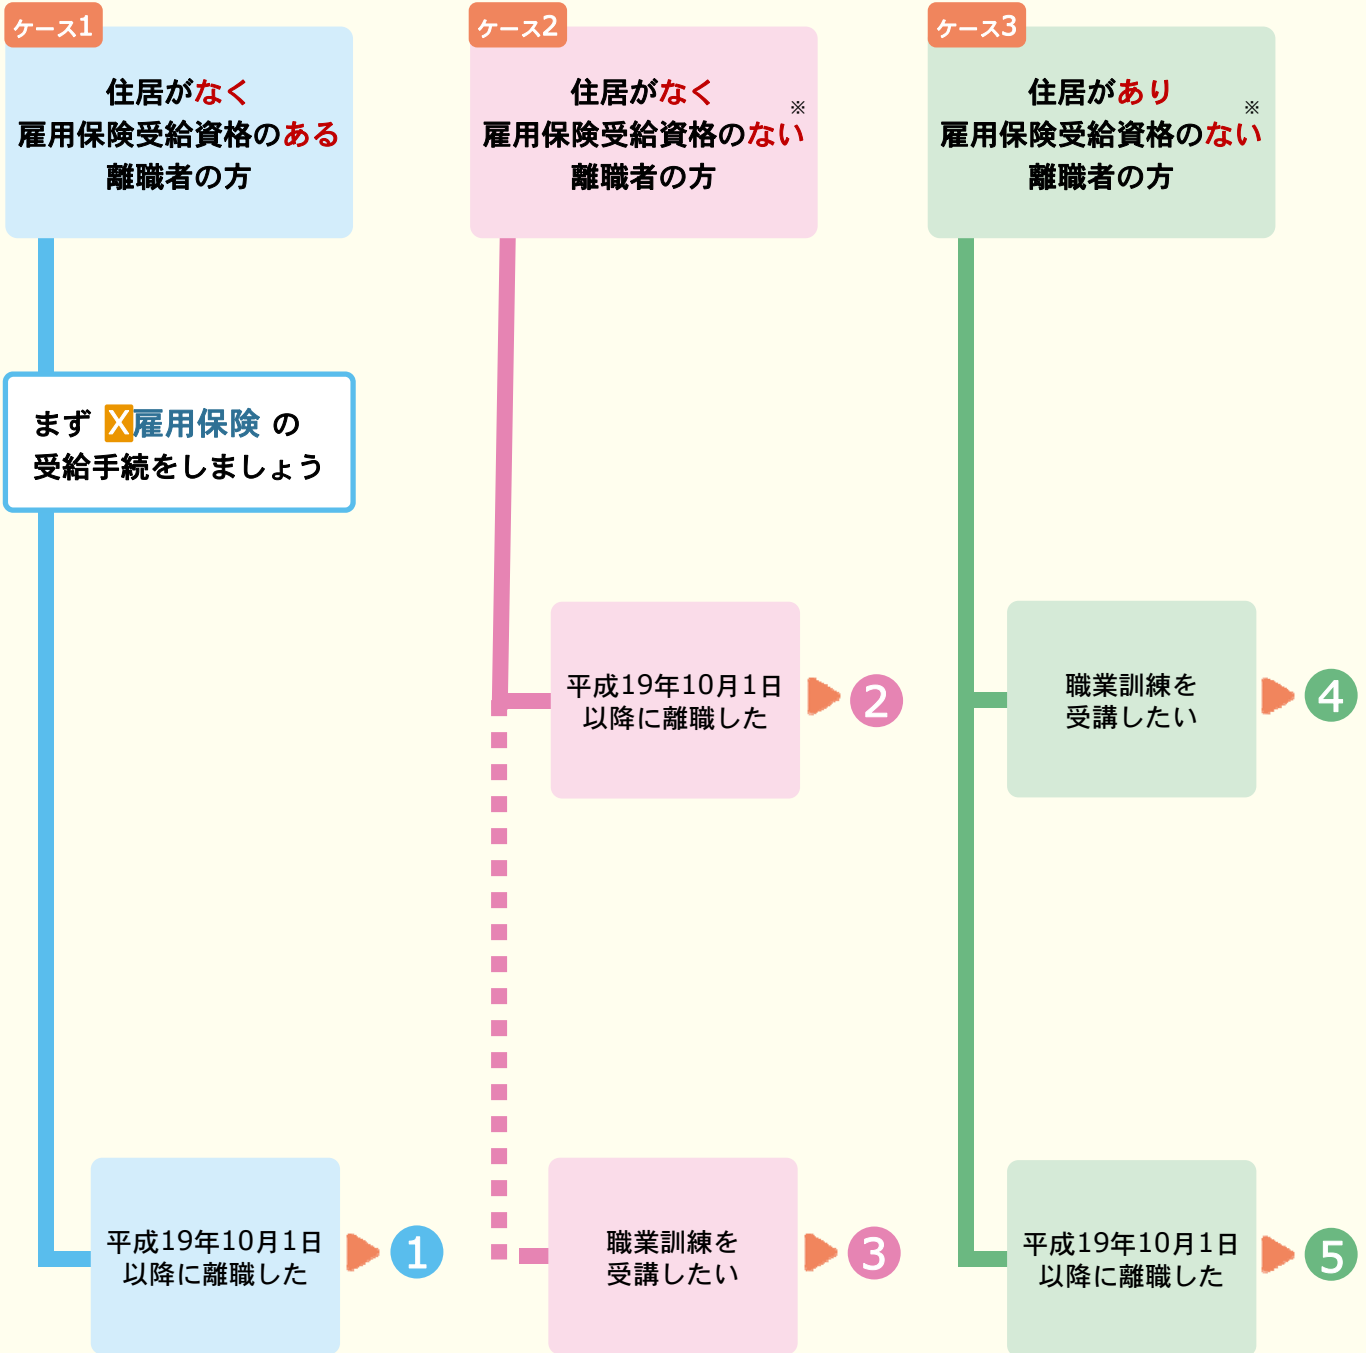 ケース1
住居がなく
雇用保険受給資格のある
離職者の方
まず X雇用保険 の
受給手続をしましょう
平成19年10月1日
以降に離職した
1
ケース2
住居がなく
※
雇用保険受給資格のない
離職者の方
平成19年10月1日
以降に離職した
2
職業訓練を
受講したい
3
ケース3
住居があり
※
雇用保険受給資格のない
離職者の方
職業訓練を
受講したい
4
平成19年10月1日
以降に離職した
5